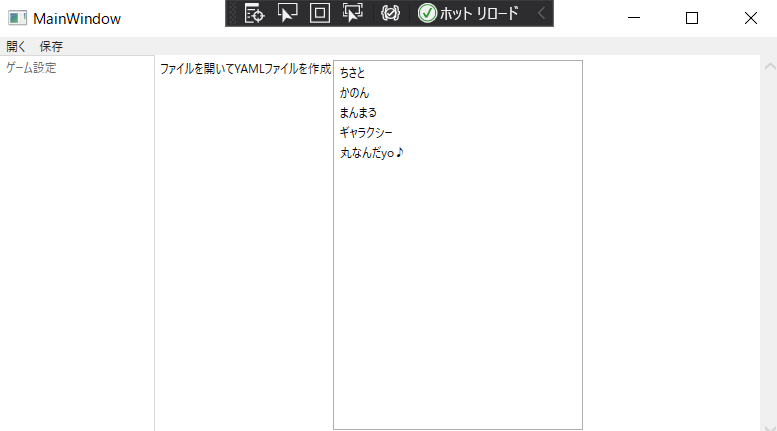 MainWindow
ホット リロード
開く 保存
ゲーム設定
ファイルを開いてYAMLファイルを作成
ちさと
かのん
まんまる
ギャラクシー
丸なんだyo♪